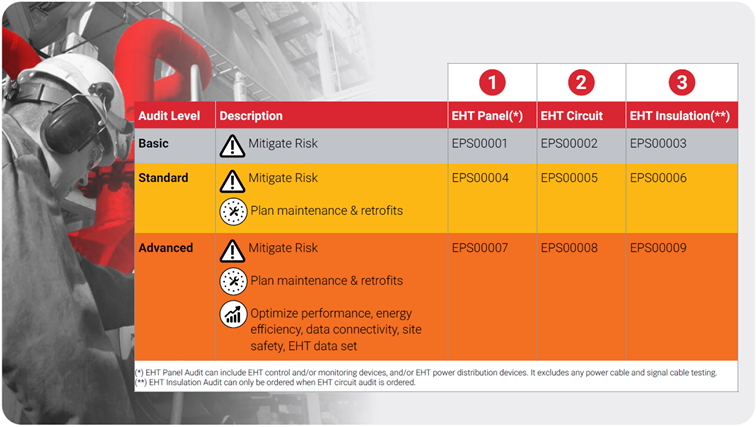 1 2 3
Audit Level Description EHT Panel(*) EHT Circuit EHT Insulation(**)
Basic Mitigate Risk EPS00001 EPS00002 EPS00003
Standard Mitigate Risk EPS00004 EPS00005 EPS00006
Plan maintenance & retrofits
Advanced Mitigate Risk EPS00007 EPS00008 EPS00009
Plan maintenance & retrofits
Optimize performance, energy
efficiency, data connectivity, site
safety, EHT data set
(*) EHT Panel Audit can include EHT control and/or monitoring devices, and/or EHT power distribution devices. It excludes any power cable and signal cable testing.
(**) EHT Insulation Audit can only be ordered when EHT circuit audit is ordered.